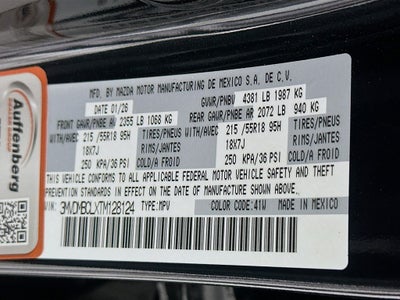 MFG. BY MAZDA MOTOR MANUFACTURING DE MEXICO S.A. DE C.V.
DATE 01/26 GVWR/PNBV 4381 LB 1987 KG
FRONT GAWR/PNBE AV 2355 LB 1068 KG REAR GAWR/PNBE AR 2072 LB 940 KG
WITH/AVEC 215/55R18 95H TIRES/PNEUS WITH/AVEC 215/55R18 95H TIRES/PNEUS
18X7J RIMS/JANTES 18X7J RIMS/JANTES
250 KPA/36 PSI COLD/A FROID 250 KPA/36 PSI COLD/A FROID
THIS VEHICLE CONFORMS TO ALL APPLICABLE FEDERAL MOTOR VEHICLE SAFETY AND THEFT
PREVENTION STANDARDS IN EFFECT ON THE DATE OF MANUFACTURE SHOWN ABOVE.
VIN: 3MVDMBCLXTM128124 TYPE: MPV COLOR CODE: 41W MADE IN MEXICO
Auffenberg
DEALER GROUP